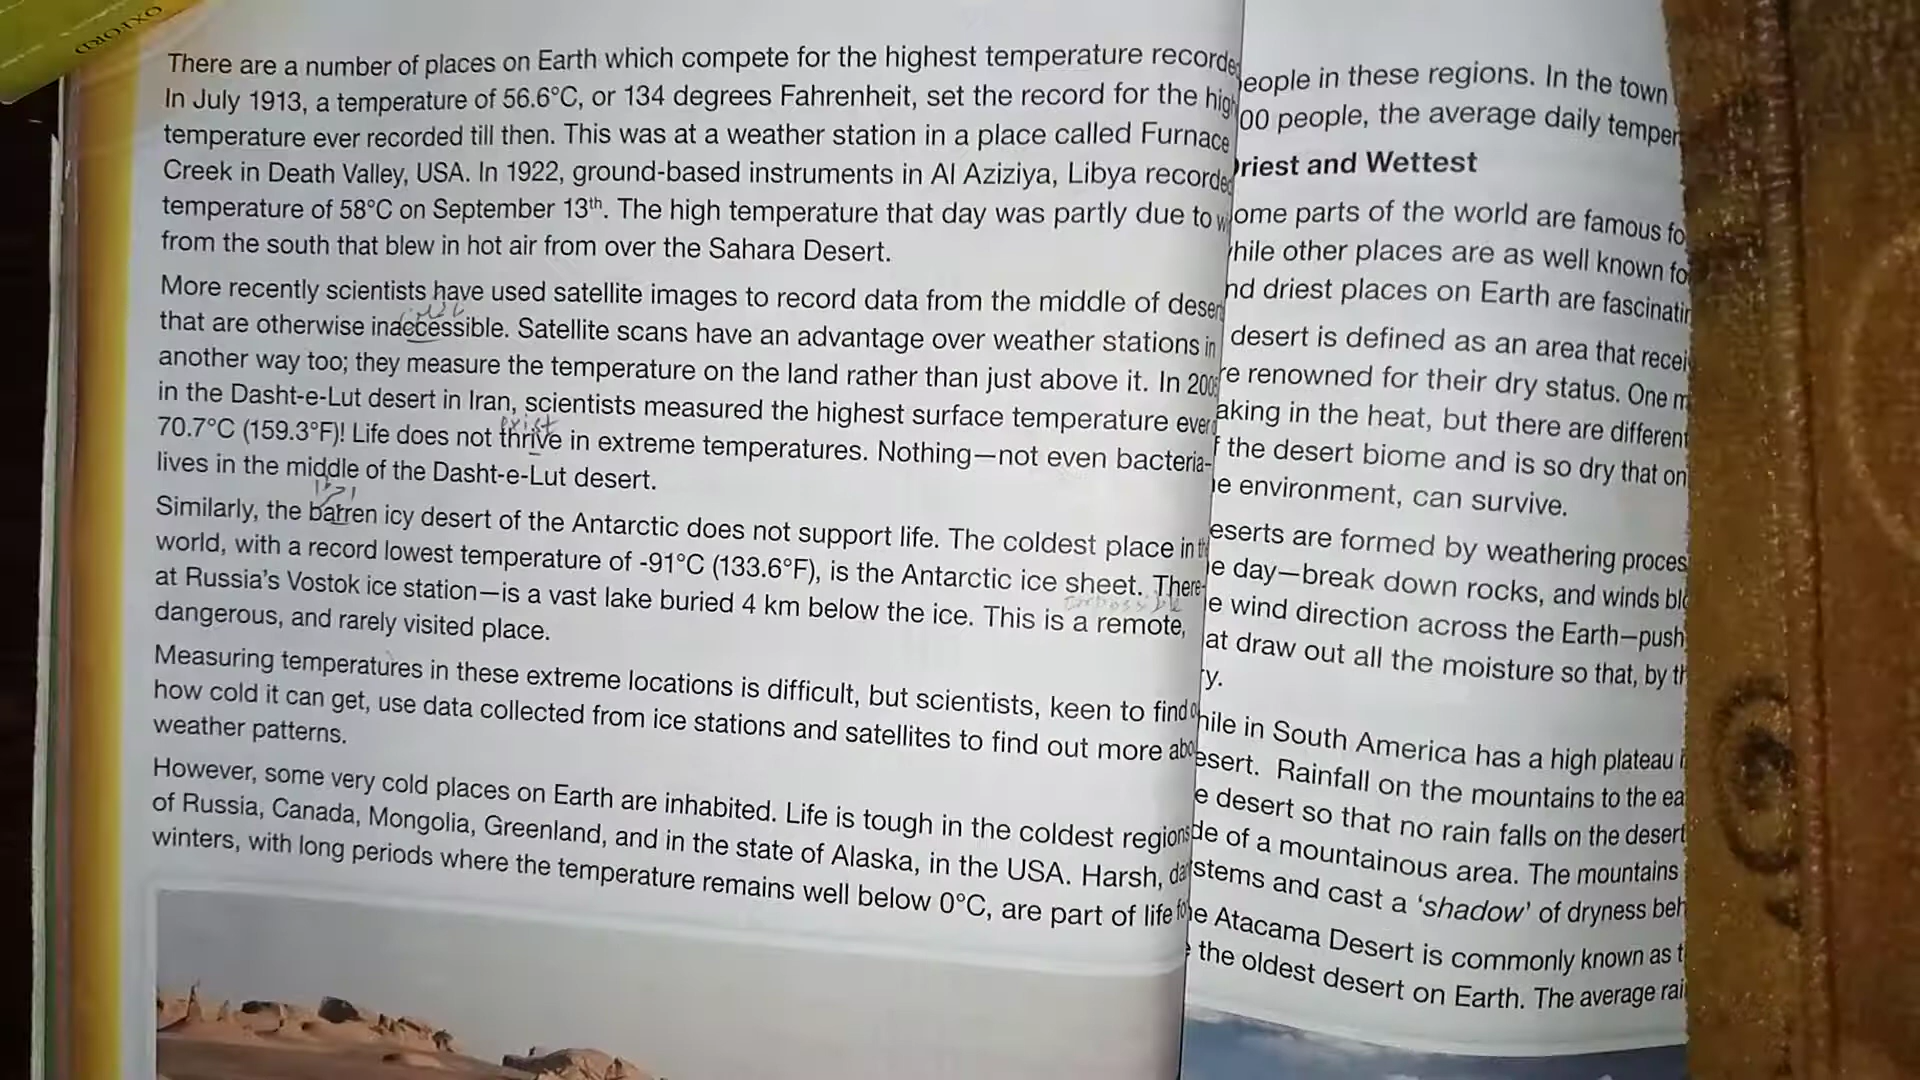 OXFORD
There are a number of places on Earth which compete for the highest temperature
In July 1913, a temperature of 56.6°C, or 134 degrees Fahrenheit, set the record for the
temperature ever recorded till then. This was at a weather station in a place called Furnace
Creek in Death Valley, USA. In 1922, ground-based instruments in Al Aziziya, Libya
temperature of 58°C on September 13th. The high temperature that day was partly due to
from the south that blew in hot air from over the Sahara Desert.
More recently scientists have used satellite images to record data from the middle of
that are otherwise inaccessible. Satellite scans have an advantage over weather stations in
another way too; they measure the temperature on the land rather than just above it. In
in the Dasht-e-Lut desert in Iran, scientists measured the highest surface temperature ever
exist
70.7°C (159.3°F)! Life does not thrive in extreme temperatures. Nothing—not even bacteria-
lives in the middle of the Dasht-e-Lut desert.
Similarly, the barren icy desert of the Antarctic does not support life. The coldest place in
world, with a record lowest temperature of -91°C (133.6°F), is the Antarctic ice sheet. There-
at Russia's Vostok ice station—is a vast lake buried 4 km below the ice. This is a remote,
dangerous, and rarely visited place.
Measuring temperatures in these extreme locations is difficult, but scientists, keen to find
how cold it can get, use data collected from ice stations and satellites to find out more
weather patterns.
However, some very cold places on Earth are inhabited. Life is tough in the coldest regions
of Russia, Canada, Mongolia, Greenland, and in the state of Alaska, in the USA. Harsh,
winters, with long periods where the temperature remains well below 0°C, are part of life
eople in these regions. In the town
00 people, the average daily temper
riest and Wettest
ome parts of the world are famous fo
hile other places are as well known fo
nd driest places on Earth are fascinatin
desert is defined as an area that recei
re renowned for their dry status. One m
aking in the heat, but there are different
f the desert biome and is so dry that on
e environment, can survive.
eserts are formed by weathering proces
e day—break down rocks, and winds blo
e wind direction across the Earth—push
at draw out all the moisture so that, by th
y.
hile in South America has a high plateau i
esert. Rainfall on the mountains to the ea
e desert so that no rain falls on the desert
de of a mountainous area. The mountains
stems and cast a 'shadow' of dryness beh
e Atacama Desert is commonly known as t
the oldest desert on Earth. The average rai